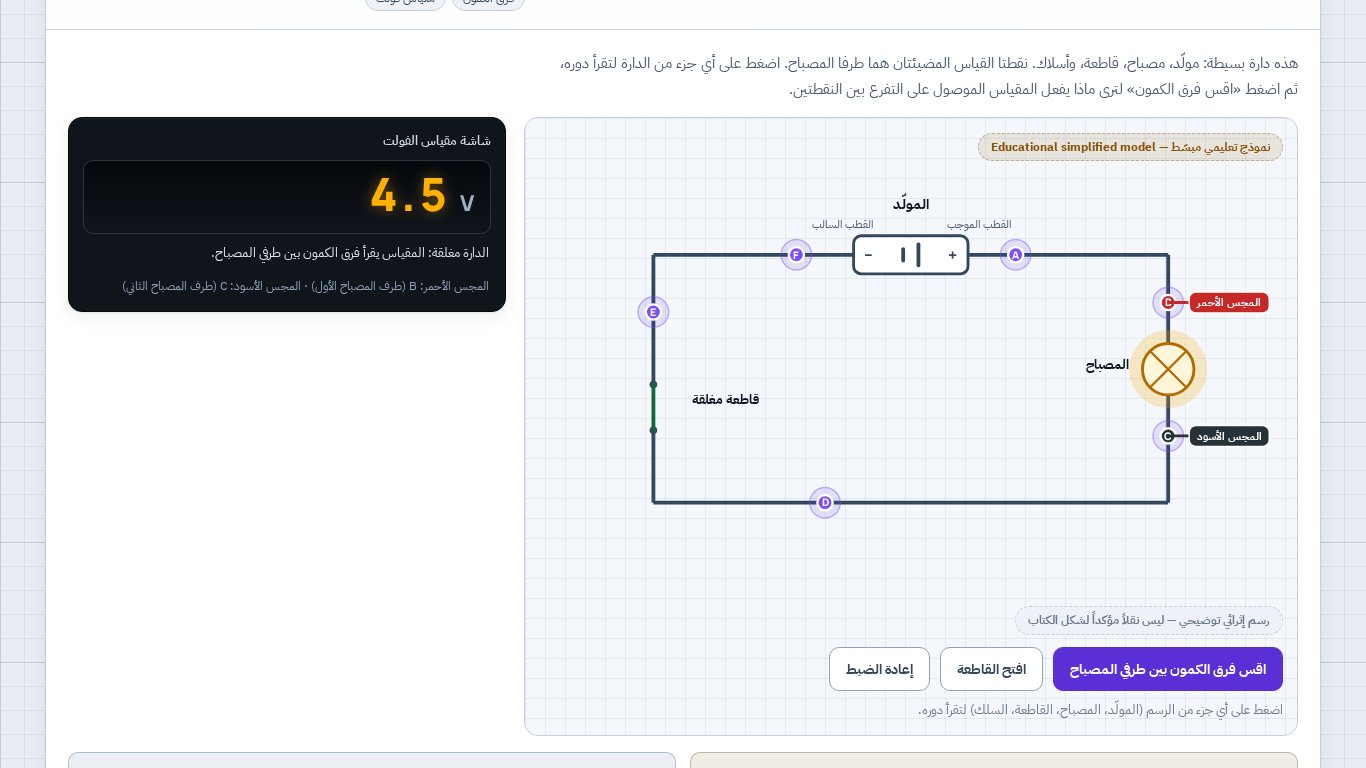 فرق الكمون
مقياس فولت
هذه دارة بسيطة: مولّد، مصباح، قاطعة، وأسلاك. نقطتا القياس المضيئتان هما طرفا المصباح. اضغط على أي جزء من الدارة لتقرأ دوره،
ثم اضغط «اقس فرق الكمون» لترى ماذا يفعل المقياس الموصول على التفرع بين النقطتين.
نموذج تعليمي مبسّط — Educational simplified model
المولّد
القطب الموجب
القطب السالب
+
−
A
F
E
المجس الأحمر
المصباح
قاطعة مغلقة
C
المجس الأسود
D
رسم إثرائي توضيحي — ليس نقلاً مؤكداً لشكل الكتاب
اقس فرق الكمون بين طرفي المصباح
افتح القاطعة
إعادة الضبط
اضغط على أي جزء من الرسم (المولّد، المصباح، القاطعة، السلك) لتقرأ دوره.
شاشة مقياس الفولت
4.5 V
الدارة مغلقة: المقياس يقرأ فرق الكمون بين طرفي المصباح.
المجس الأحمر: B (طرف المصباح الأول) · المجس الأسود: C (طرف المصباح الثاني)